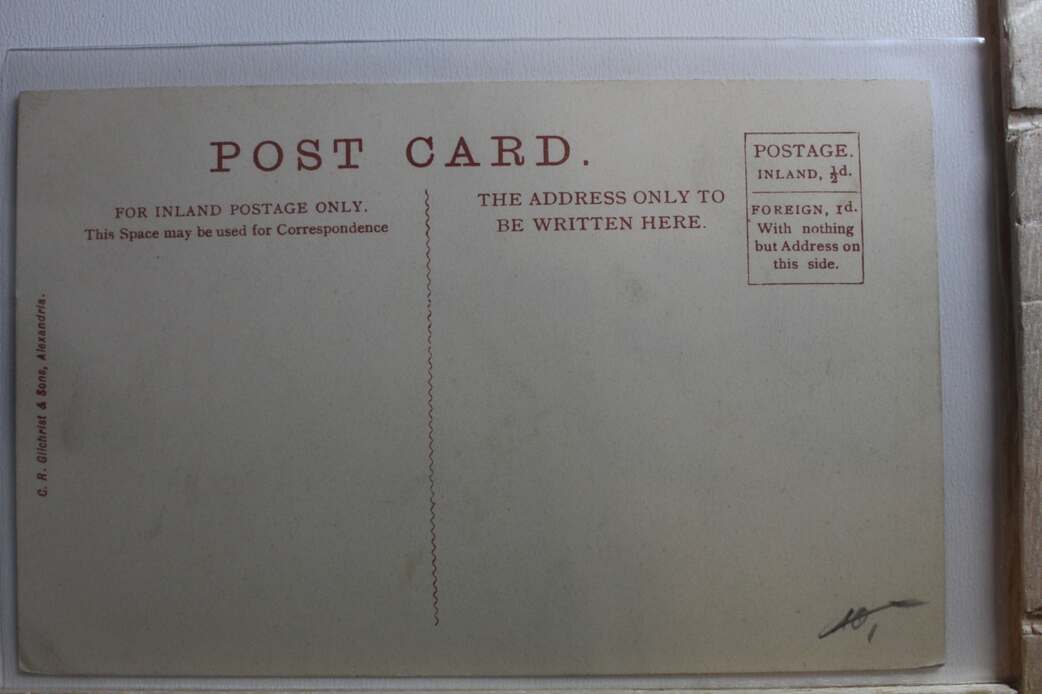 POST CARD.
FOR INLAND POSTAGE ONLY.
This Space may be used for Correspondence
THE ADDRESS ONLY TO
BE WRITTEN HERE.
POSTAGE.
INLAND, ½d.
FOREIGN, 1d.
With nothing
but Address on
this side.
C. R. Gilchrist & Sons, Alexandria.